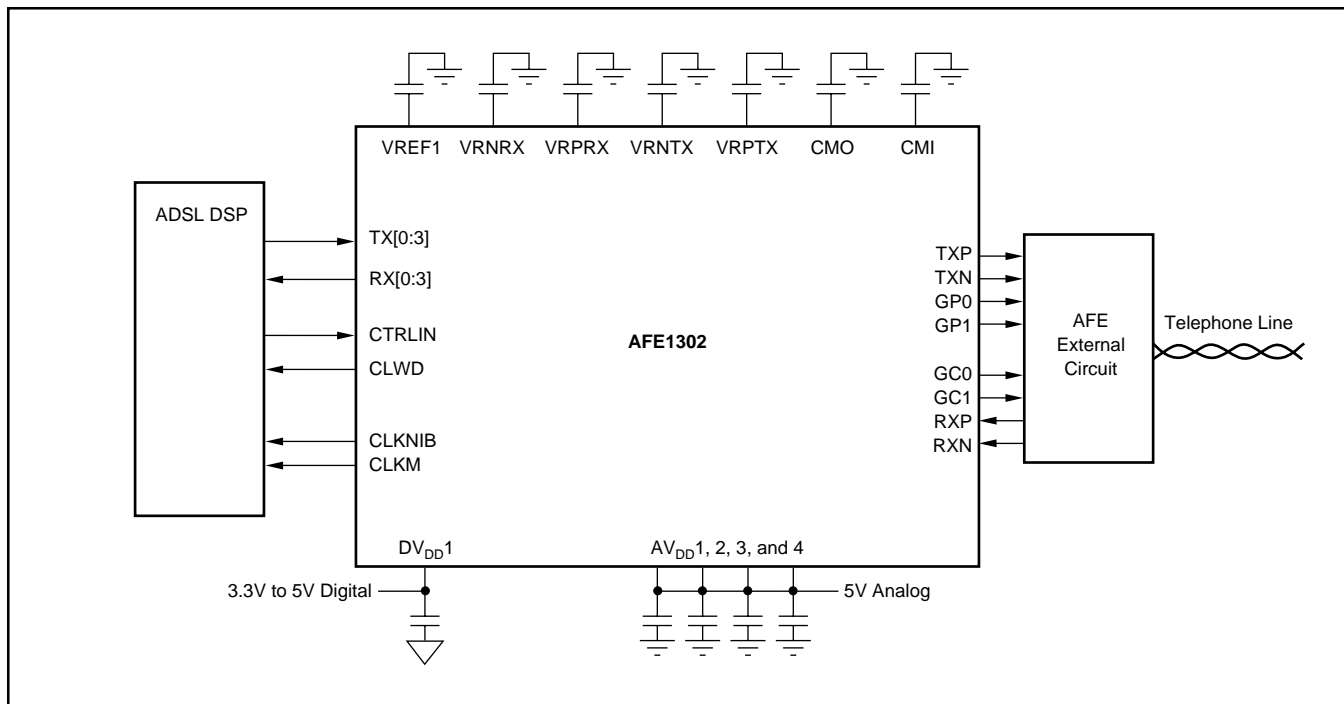 VREF1 VRNRX VRPRX VRNTX VRPTX CMO CMI
ADSL DSP
TX[0:3]
RX[0:3]
CTRLIN
CLWD
CLKNIB
CLKM
AFE1302
TXP
TXN
GP0
GP1
GC0
GC1
RXP
RXN
AFE
External
Circuit
Telephone Line
DVDD1
AVDD1, 2, 3, and 4
3.3V to 5V Digital
5V Analog